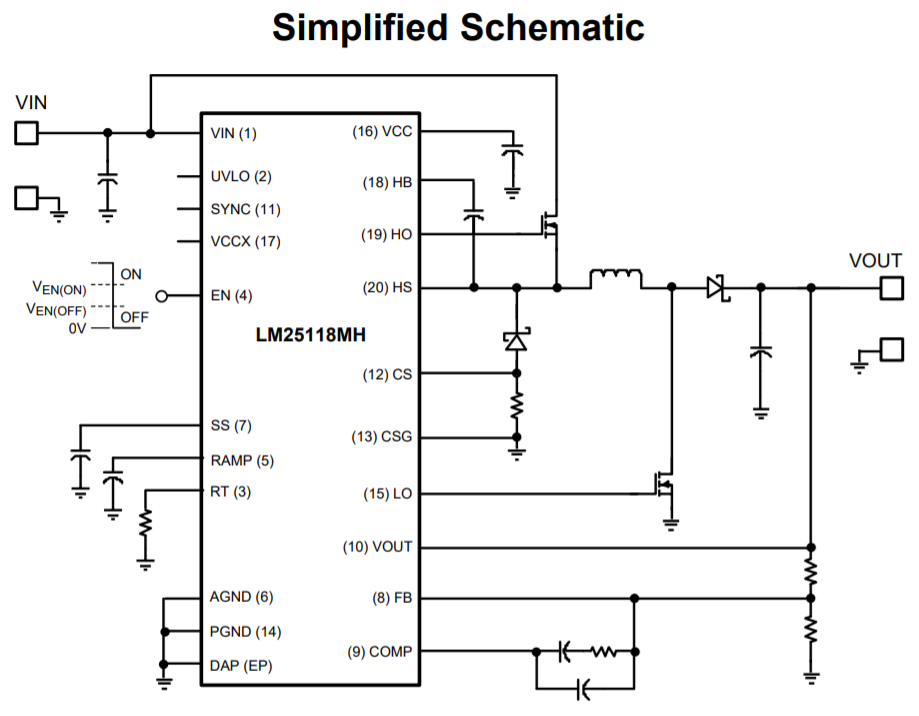 Simplified Schematic
VIN
VIN (1)
UVLO (2)
SYNC (11)
VCCX (17)
ON
VEN(ON)
VEN(OFF)
OFF
0V
EN (4)
LM25118MH
SS (7)
RAMP (5)
RT (3)
AGND (6)
PGND (14)
DAP (EP)
(16) VCC
(18) HB
(19) HO
(20) HS
(12) CS
(13) CSG
(15) LO
(10) VOUT
(8) FB
(9) COMP
VOUT